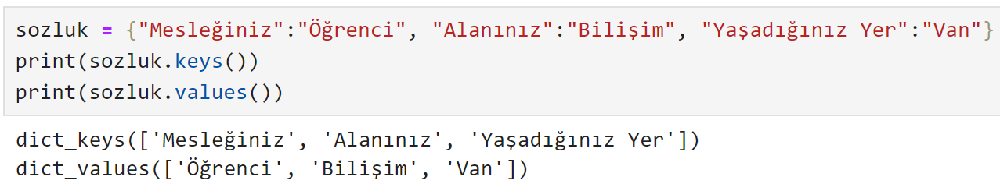 sozluk = {"Mesleğiniz":"Öğrenci", "Alanınız":"Bilişim", "Yaşadığınız Yer":"Van"}
print(sozluk.keys())
print(sozluk.values())
dict_keys(['Mesleğiniz', 'Alanınız', 'Yaşadığınız Yer'])
dict_values(['Öğrenci', 'Bilişim', 'Van'])